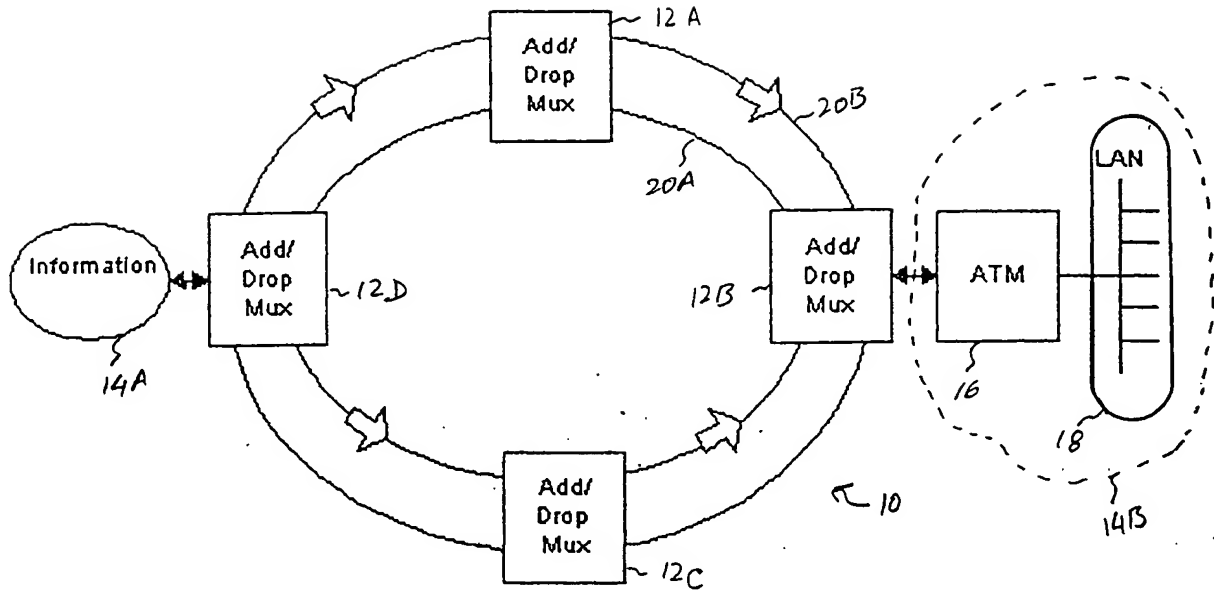 12A
Add/
Drop
Mux
20B
20A
LAN
Information
Add/
Drop
Mux
12D
12B
Add/
Drop
Mux
ATM
14A
16
18
14B
10
Add/
Drop
Mux
12C